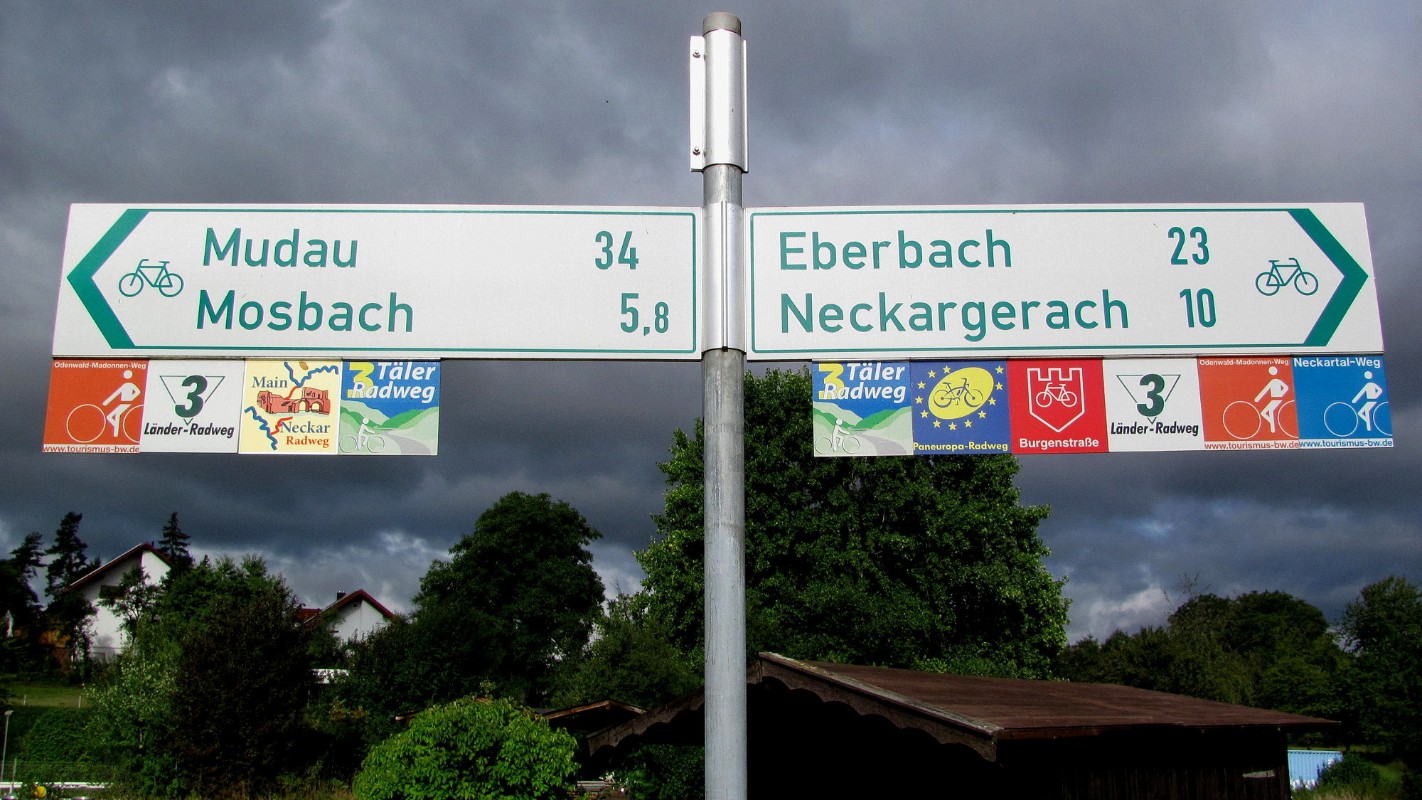 Mudau 34
Mosbach 5,8
Eberbach 23
Neckargerach 10
Odenwald-Madonnen-Weg
www.tourismus-bw.de
3
Länder-Radweg
Main
Neckar
Radweg
3 Täler
Radweg
3 Täler
Radweg
Paneuropa-Radweg
Burgenstraße
3
Länder-Radweg
Odenwald-Madonnen-Weg
www.tourismus-bw.de
Neckartal-Weg
www.tourismus-bw.de